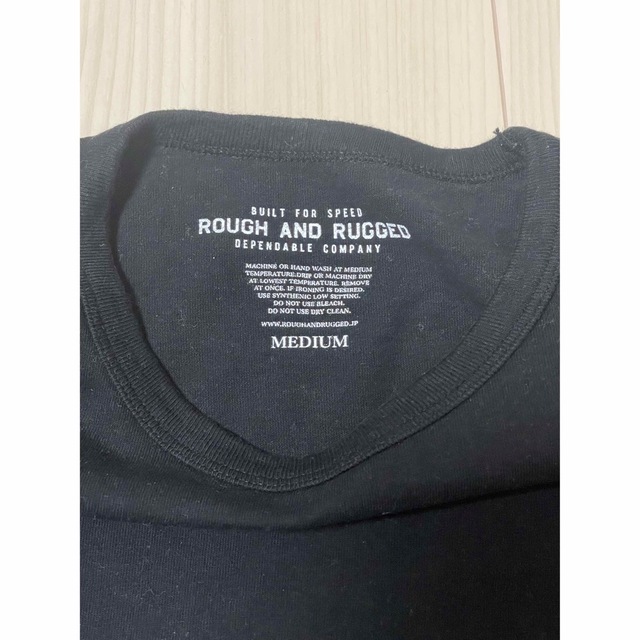 BUILT FOR SPEED
ROUGH AND RUGGED
DEPENDABLE COMPANY
MACHINE OR HAND WASH AT MEDIUM
TEMPERATURE.DRIP OR MACHINE DRY
AT LOWEST TEMPERATURE. REMOVE
AT ONCE. IF IRONING IS DESIRED.
USE SYNTHENIC LOW SETTING.
DO NOT USE BLEACH.
DO NOT USE DRY CLEAN.
WWW.ROUGHANDRUGGED.JP
MEDIUM